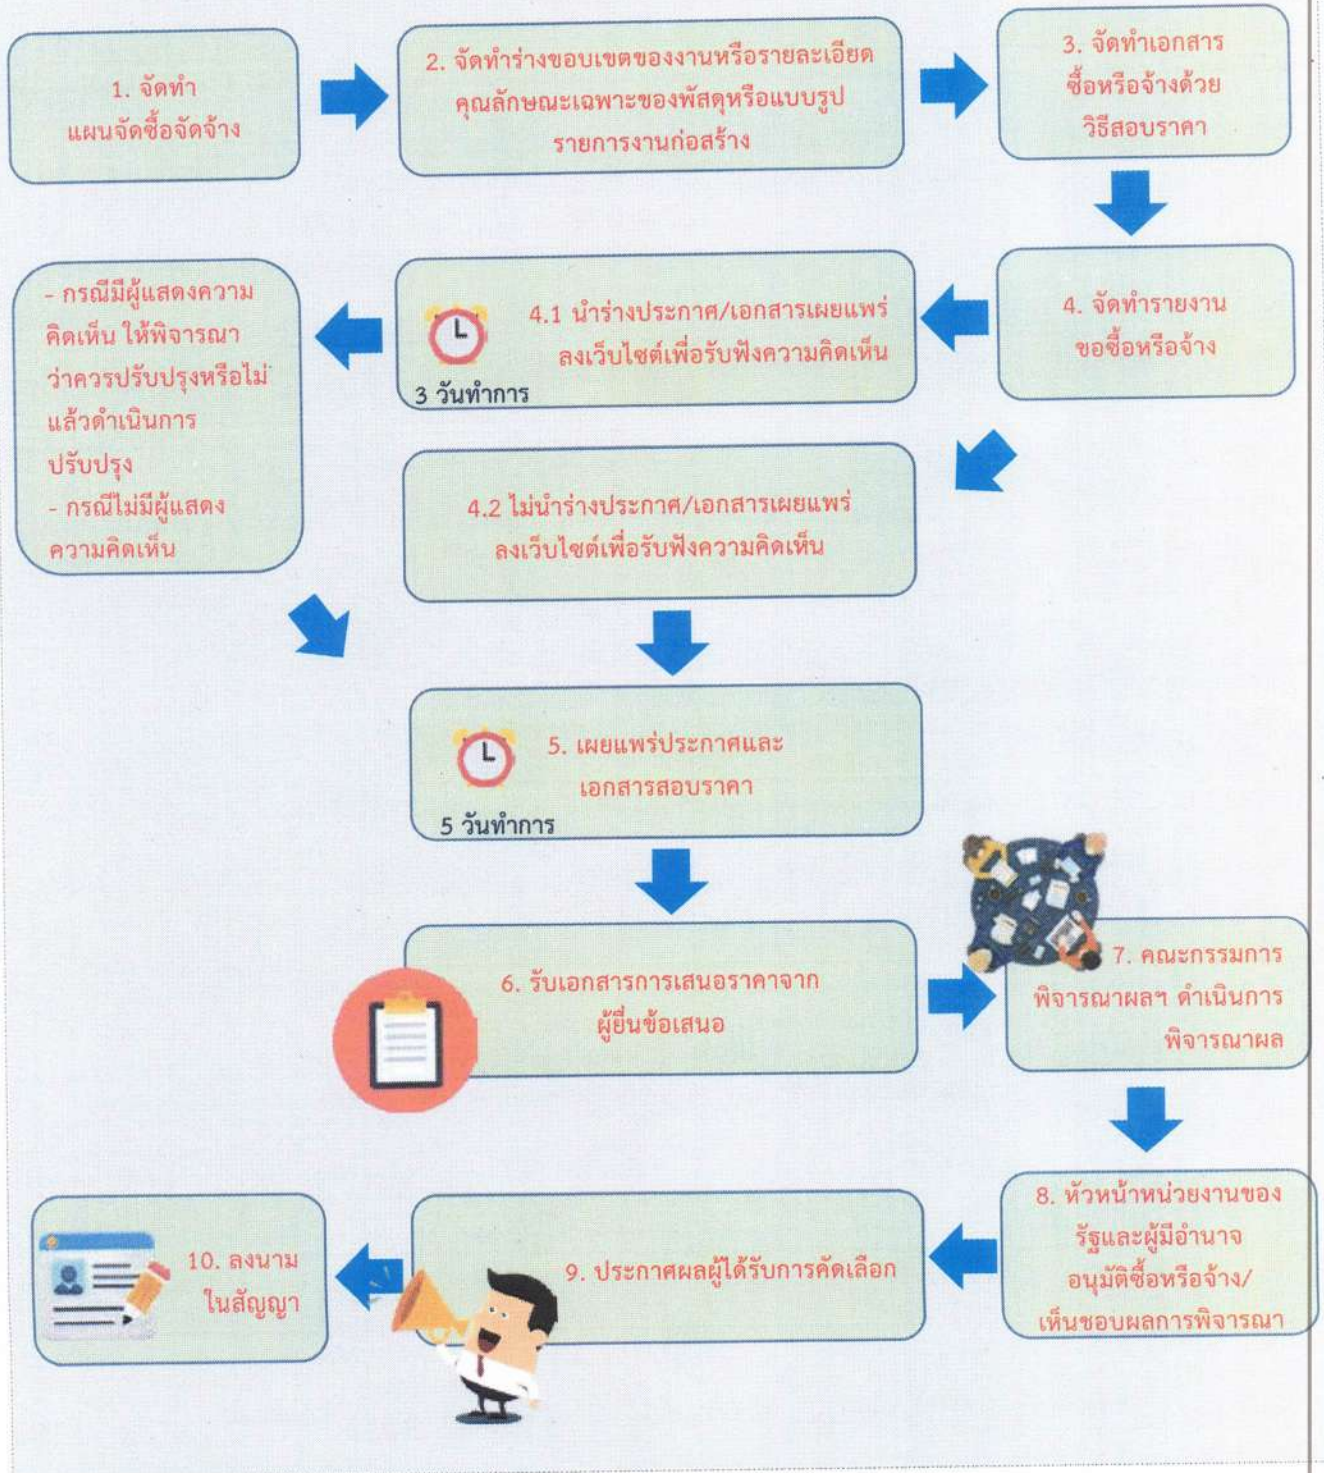 1. จัดทำ
แผนจัดซื้อจัดจ้าง
2. จัดทำร่างขอบเขตของงานหรือรายละเอียด
คุณลักษณะเฉพาะของพัสดุหรือแบบรูป
รายการงานก่อสร้าง
3. จัดทำเอกสาร
ซื้อหรือจ้างด้วย
วิธีสอบราคา
4. จัดทำรายงาน
ขอซื้อหรือจ้าง
4.1 นำร่างประกาศ/เอกสารเผยแพร่
ลงเว็บไซต์เพื่อรับฟังความคิดเห็น
3 วันทำการ
- กรณีมีผู้แสดงความ
คิดเห็น ให้พิจารณา
ว่าควรปรับปรุงหรือไม่
แล้วดำเนินการ
ปรับปรุง
- กรณีไม่มีผู้แสดง
ความคิดเห็น
4.2 ไม่นำร่างประกาศ/เอกสารเผยแพร่
ลงเว็บไซต์เพื่อรับฟังความคิดเห็น
5. เผยแพร่ประกาศและ
เอกสารสอบราคา
5 วันทำการ
6. รับเอกสารการเสนอราคาจาก
ผู้ยื่นข้อเสนอ
7. คณะกรรมการ
พิจารณาผลฯ ดำเนินการ
พิจารณาผล
8. หัวหน้าหน่วยงานของ
รัฐและผู้มีอำนาจ
อนุมัติซื้อหรือจ้าง/
เห็นชอบผลการพิจารณา
9. ประกาศผลผู้ได้รับการคัดเลือก
10. ลงนาม
ในสัญญา